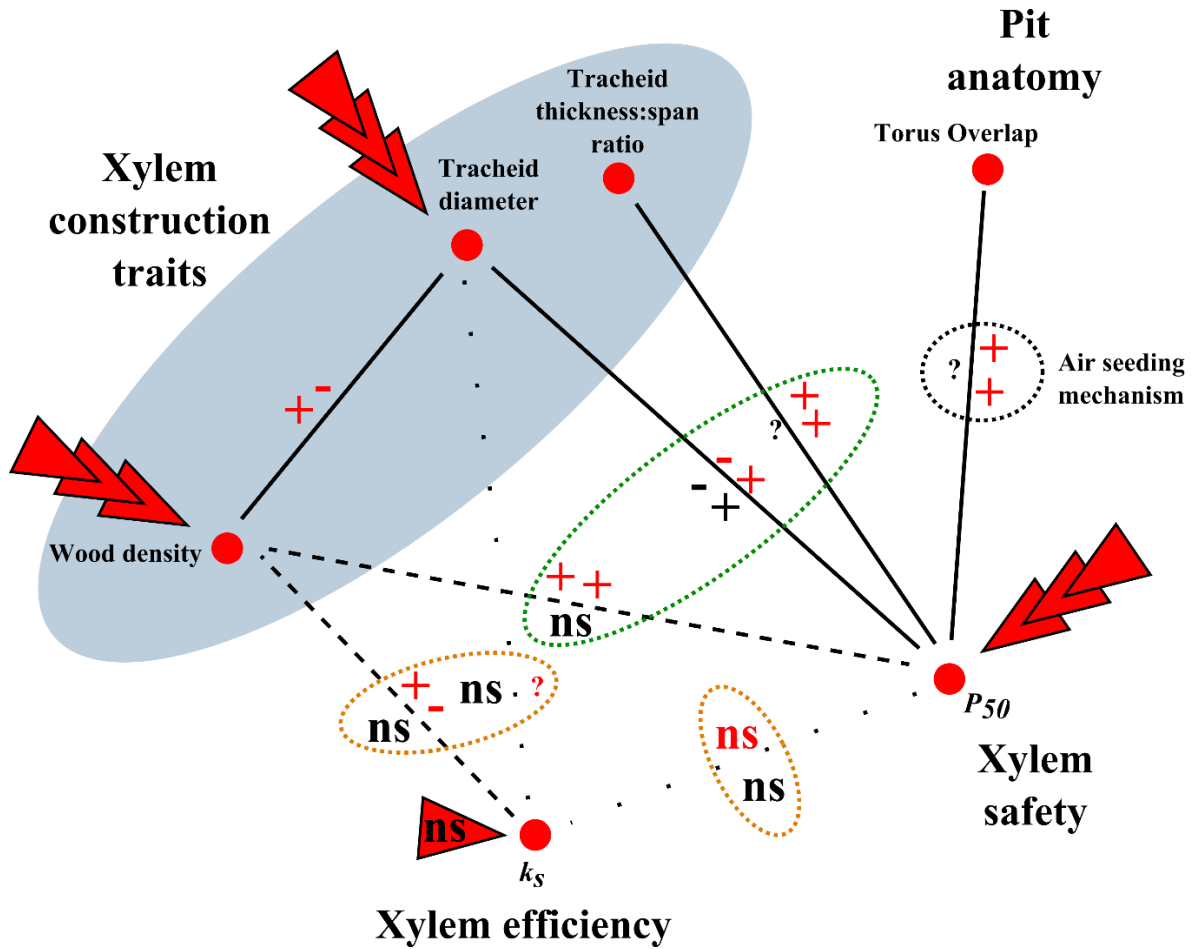 Pit
anatomy
Tracheid
thickness:span
ratio
Torus Overlap
Xylem
construction
traits
Tracheid
diameter
?
+
+
Air seeding
mechanism
+ -
+
?
+
- +
- +
Wood density
+ +
ns
+
-
ns
ns
?
P50
ns
ns
Xylem
safety
ns
ks
Xylem efficiency